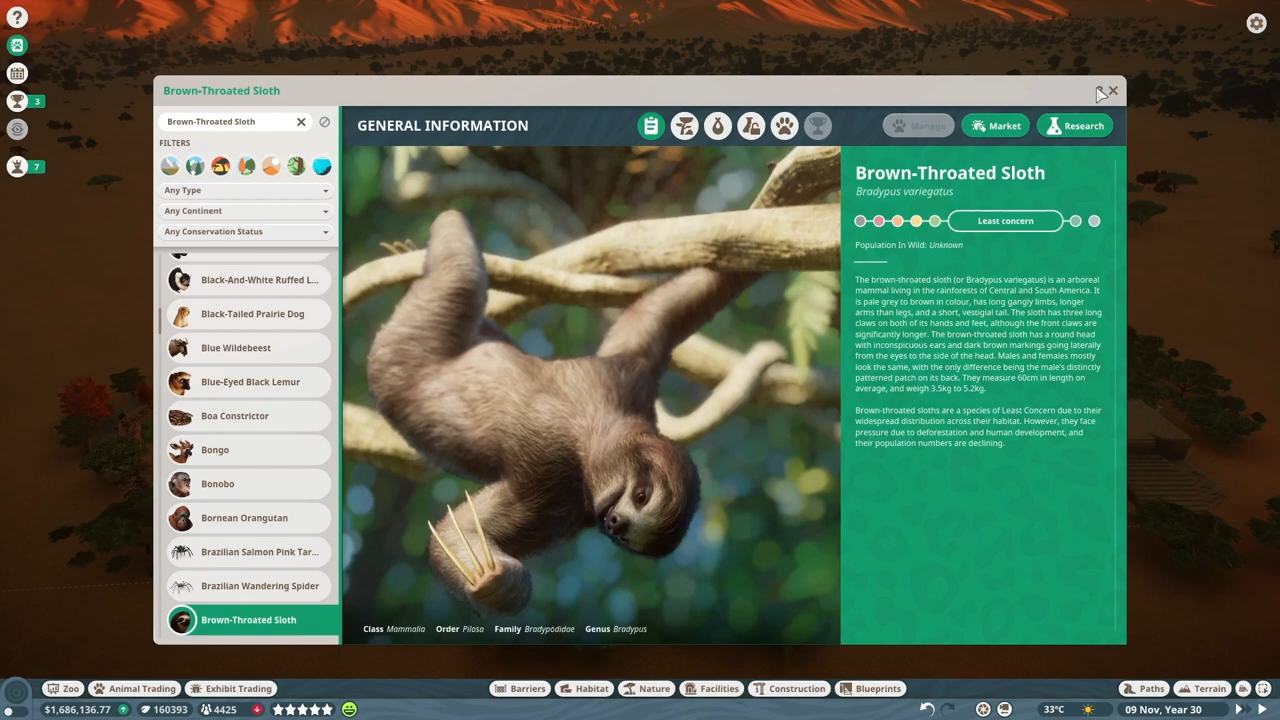 ?
Brown-Throated Sloth
3
7
Brown-Throated Sloth
FILTERS
Any Type
Any Continent
Any Conservation Status
Black-And-White Ruffed L...
Black-Tailed Prairie Dog
Blue Wildebeest
Blue-Eyed Black Lemur
Boa Constrictor
Bongo
Bonobo
Bornean Orangutan
Brazilian Salmon Pink Tar...
Brazilian Wandering Spider
Brown-Throated Sloth
GENERAL INFORMATION
Manage
Market
Research
Class Mammalia Order Pilosa Family Bradypodidae Genus Bradypus
Brown-Throated Sloth
Bradypus variegatus
Least concern
Population In Wild: Unknown
The brown-throated sloth (or Bradypus variegatus) is an arboreal
mammal living in the rainforests of Central and South America. It
is pale grey to brown in colour, has long gangly limbs, longer
arms than legs, and a short, vestigial tail. The sloth has three long
claws on both of its hands and feet, although the front claws are
significantly longer. The brown-throated sloth has a round head
with inconspicuous ears and dark brown markings going laterally
from the eyes to the side of the head. Males and females mostly
look the same, with the only difference being the male's distinctly
patterned patch on its back. They measure 60cm in length on
average, and weigh 3.5kg to 5.2kg.
Brown-throated sloths are a species of Least Concern due to their
widespread distribution across their habitat. However, they face
pressure due to deforestation and human development, and
their population numbers are declining.
Zoo
Animal Trading
Exhibit Trading
Barriers
Habitat
Nature
Facilities
Construction
Blueprints
Paths
Terrain
$1,686,136.77
160393
4425
33°C
09 Nov, Year 30